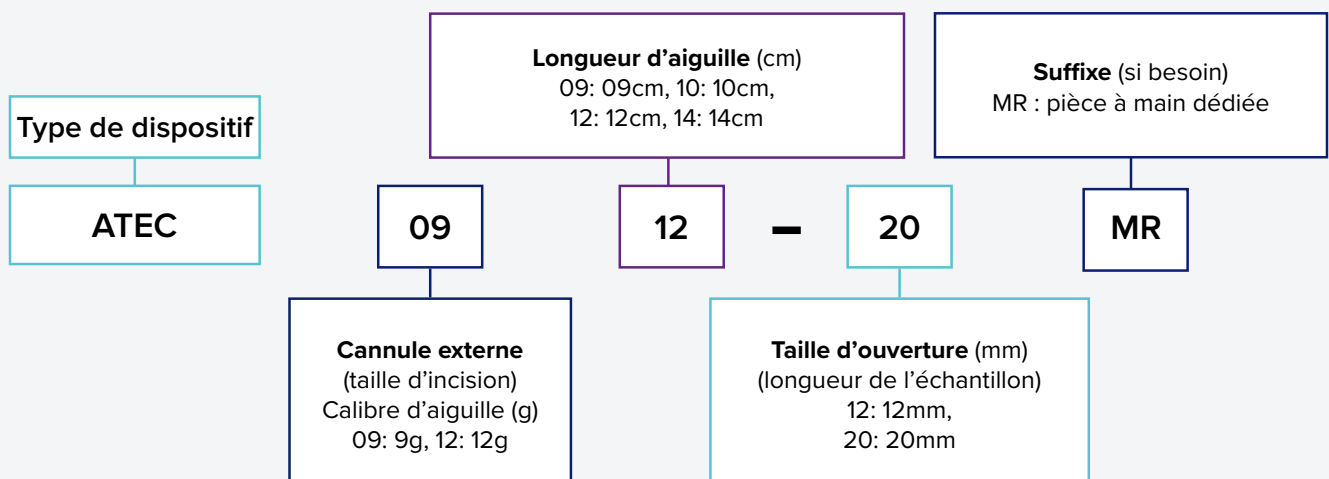 Longueur d'aiguille (cm)
09: 09cm, 10: 10cm,
12: 12cm, 14: 14cm
Suffixe (si besoin)
MR : pièce à main dédiée
Type de dispositif
ATEC
09
12
–
20
MR
Cannule externe
(taille d'incision)
Calibre d'aiguille (g)
09: 9g, 12: 12g
Taille d'ouverture (mm)
(longueur de l'échantillon)
12: 12mm,
20: 20mm